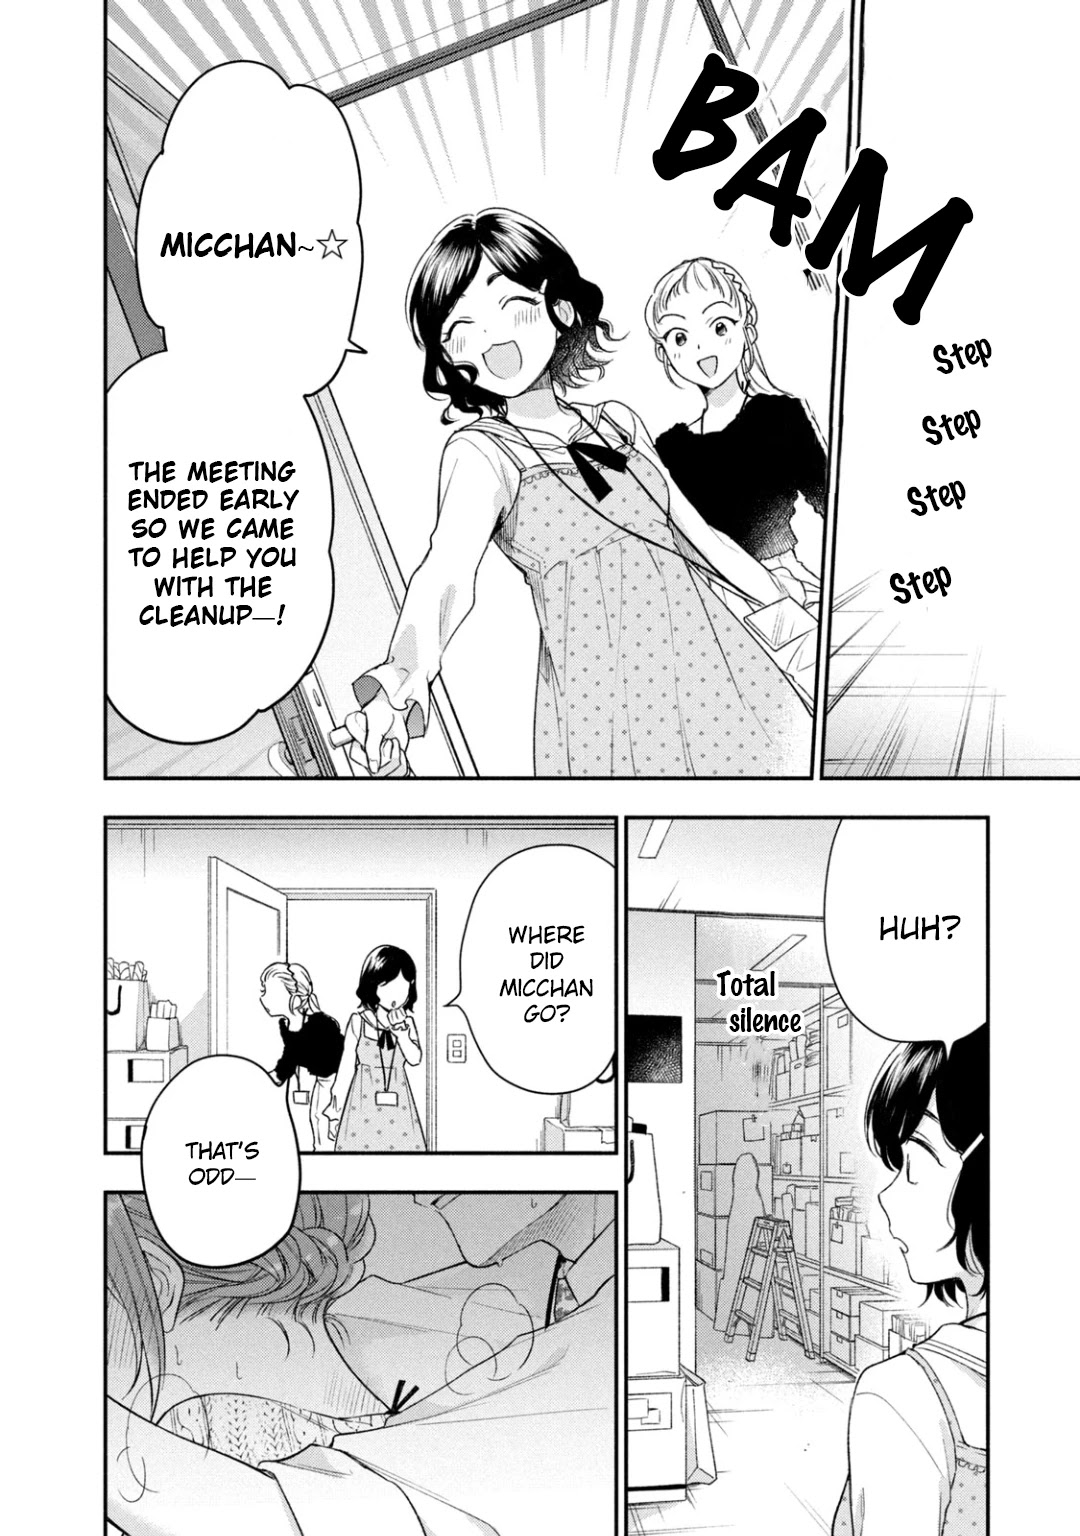 Step
Step
Step
Step
BAM
MICCHAN~☆
THE MEETING
ENDED EARLY
SO WE CAME
TO HELP YOU
WITH THE
CLEANUP—!
HUH?
Total
silence
WHERE
DID
MICCHAN
GO?
THAT'S
ODD—